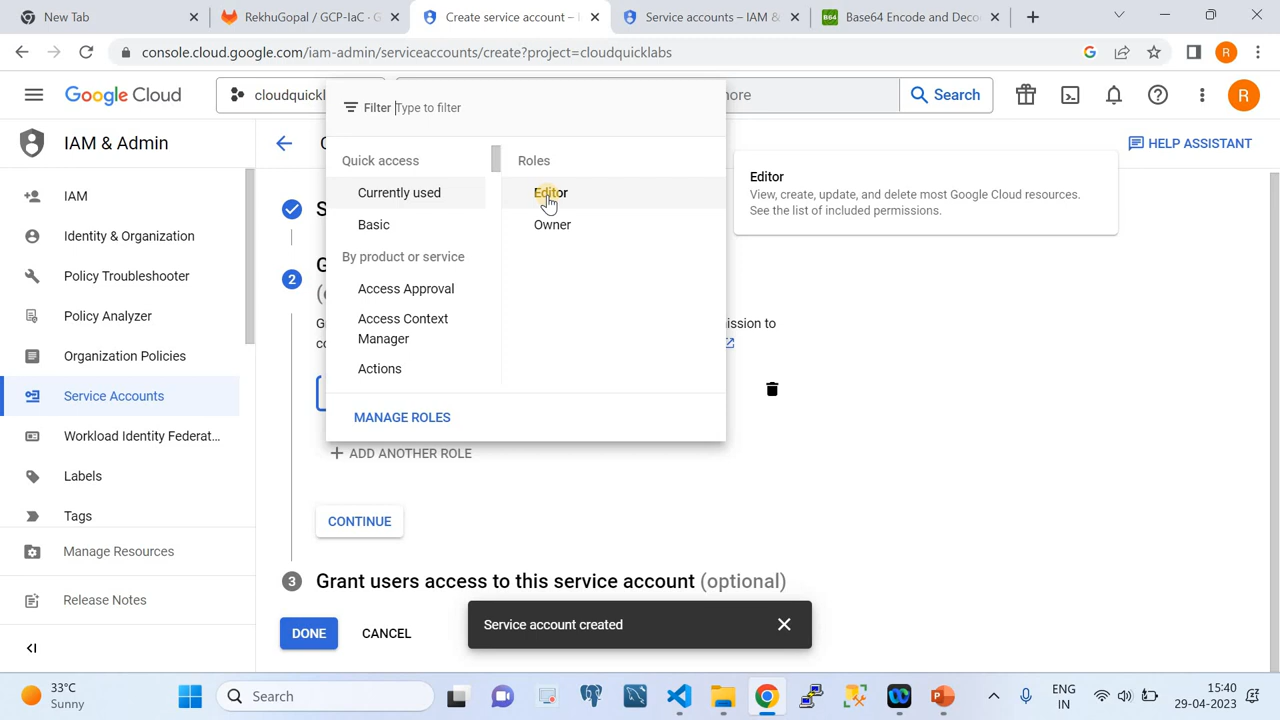 New Tab
RekhuGopal / GCP-IaC · G
Create service account – I
Service accounts – IAM &
Base64 Encode and Deco
console.cloud.google.com/iam-admin/serviceaccounts/create?project=cloudquicklabs
R
Google Cloud
cloudquickl
more
Search
R
IAM & Admin
HELP ASSISTANT
IAM
Identity & Organization
Policy Troubleshooter
Policy Analyzer
Organization Policies
Service Accounts
Workload Identity Federat...
Labels
Tags
Manage Resources
Release Notes
2
ission to
Filter Type to filter
Quick access
Currently used
Basic
By product or service
Access Approval
Access Context
Manager
Actions
Roles
Editor
Owner
MANAGE ROLES
Editor
View, create, update, and delete most Google Cloud resources.
See the list of included permissions.
ADD ANOTHER ROLE
CONTINUE
3 Grant users access to this service account (optional)
DONE
CANCEL
Service account created
33°C
Sunny
Search
ENG
IN
15:40
29-04-2023